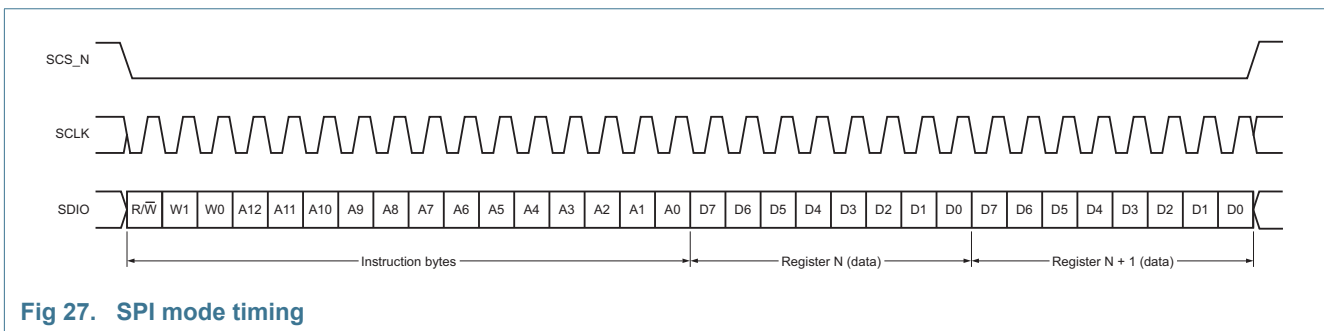 SCS_N
SCLK
SDIO R/W̅ W1 W0 A12 A11 A10 A9 A8 A7 A6 A5 A4 A3 A2 A1 A0 D7 D6 D5 D4 D3 D2 D1 D0 D7 D6 D5 D4 D3 D2 D1 D0
Instruction bytes Register N (data) Register N + 1 (data)
Fig 27. SPI mode timing